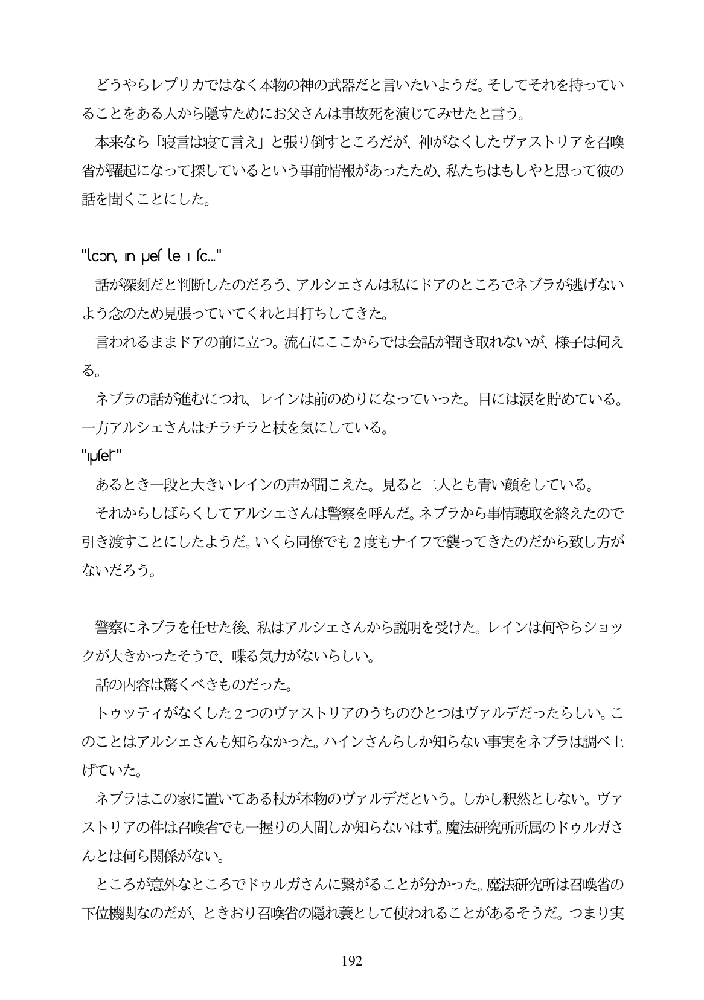 どうやらレプリカではなく本物の神の武器だと言いたいようだ。そしてそれを持ってい
ることをある人から隠すためにお父さんは事故死を演じてみせたと言う。
本来なら「寝言は寝て言え」と張り倒すところだが、神がなくしたヴァストリアを召喚
省が躍起になって探しているという事前情報があったため、私たちはもしやと思って彼の
話を聞くことにした。
話が深刻だと判断したのだろう、アルシェさんは私にドアのところでネブラが逃げない
よう念のため見張っていてくれと耳打ちしてきた。
言われるままドアの前に立つ。流石にここからでは会話が聞き取れないが、様子は伺え
る。
ネブラの話が進むにつれ、レインは前のめりになっていった。目には涙を貯めている。
一方アルシェさんはチラチラと杖を気にしている。
あるとき一段と大きいレインの声が聞こえた。見ると二人とも青い顔をしている。
それからしばらくしてアルシェさんは警察を呼んだ。ネブラから事情聴取を終えたので
引き渡すことにしたようだ。いくら同僚でも2度もナイフで襲ってきたのだから致し方が
ないだろう。
警察にネブラを任せた後、私はアルシェさんから説明を受けた。レインは何やらショッ
クが大きかったそうで、喋る気力がないらしい。
話の内容は驚くべきものだった。
トゥッティがなくした2つのヴァストリアのうちのひとつはヴァルデだったらしい。こ
のことはアルシェさんも知らなかった。ハインさんらしか知らない事実をネブラは調べ上
げていた。
ネブラはこの家に置いてある杖が本物のヴァルデだという。しかし釈然としない。ヴァ
ストリアの件は召喚省でも一握りの人間しか知らないはず。魔法研究所所属のドゥルガさ
んとは何ら関係がない。
ところが意外なところでドゥルガさんに繋がることが分かった。魔法研究所は召喚省の
下位機関なのだが、ときおり召喚省の隠れ蓑として使われることがあるそうだ。つまり実
192